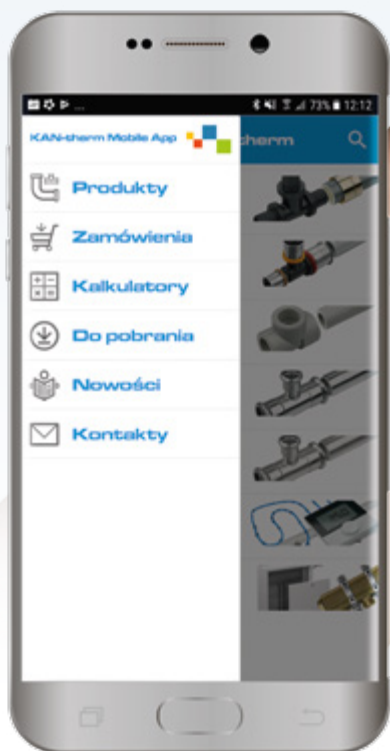 73% 12:12
KAN-therm Mobile App
therm
Produkty
Zamówienia
Kalkulatory
Do pobrania
Nowości
Kontakty